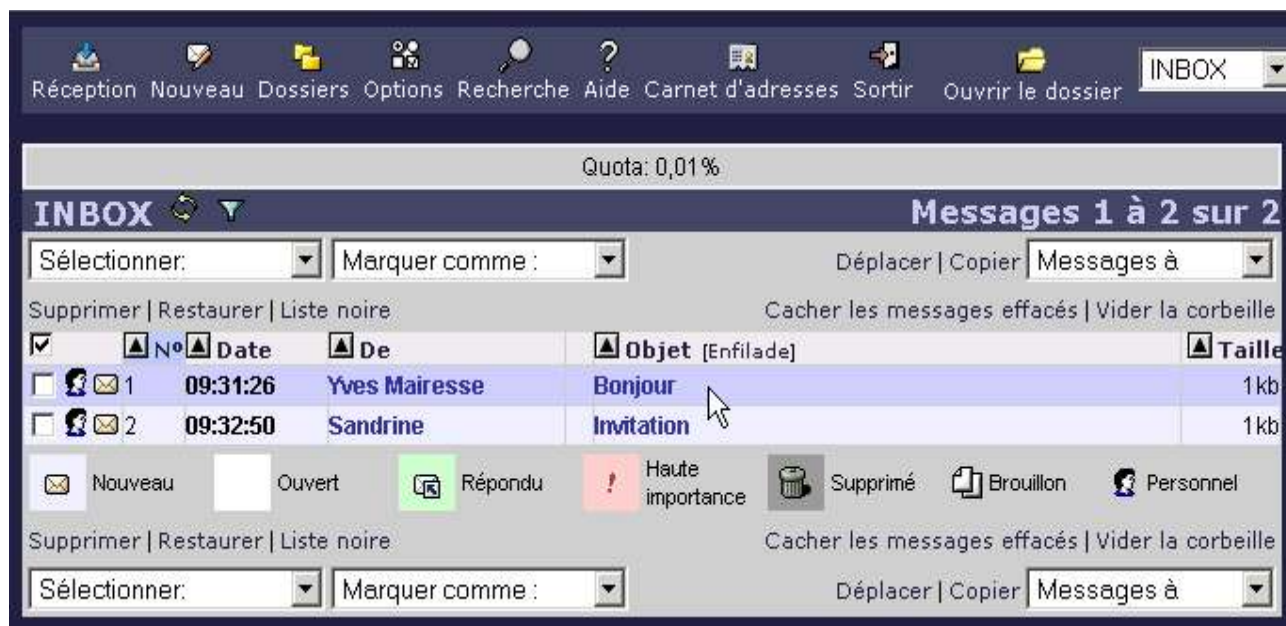 Réception Nouveau Dossiers Options Recherche Aide Carnet d'adresses Sortir Ouvrir le dossier INBOX
Quota: 0,01%
INBOX Messages 1 à 2 sur 2
Sélectionner: Marquer comme : Déplacer | Copier Messages à
Supprimer | Restaurer | Liste noire Cacher les messages effacés | Vider la corbeille
Nº Date De Objet [Enfilade] Taille
1 09:31:26 Yves Mairesse Bonjour 1kb
2 09:32:50 Sandrine Invitation 1kb
Nouveau Ouvert Répondu Haute importance Supprimé Brouillon Personnel
Supprimer | Restaurer | Liste noire Cacher les messages effacés | Vider la corbeille
Sélectionner: Marquer comme : Déplacer | Copier Messages à